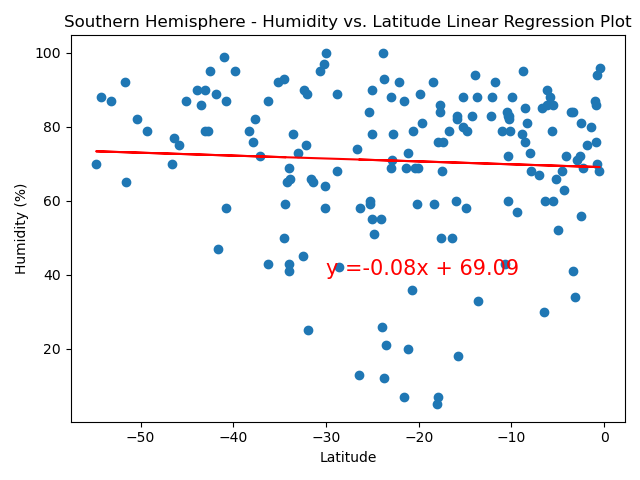 Southern Hemisphere - Humidity vs. Latitude Linear Regression Plot
100
80
60
40
20
Humidity (%)
y =-0.08x + 69.09
−50 −40 −30 −20 −10 0
Latitude